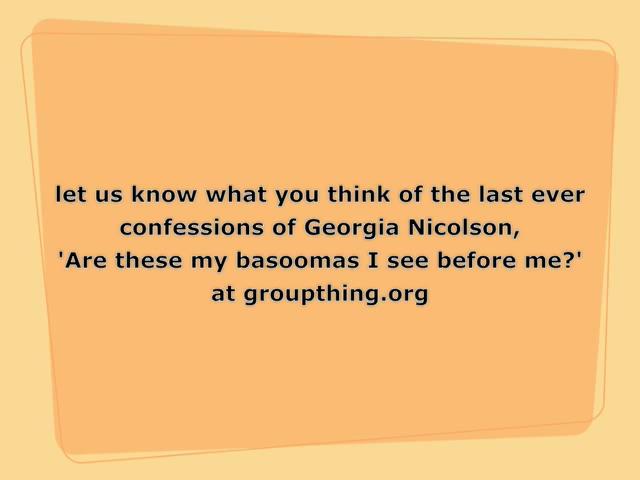 let us know what you think of the last ever
confessions of Georgia Nicolson,
'Are these my basoomas I see before me?'
at groupthing.org